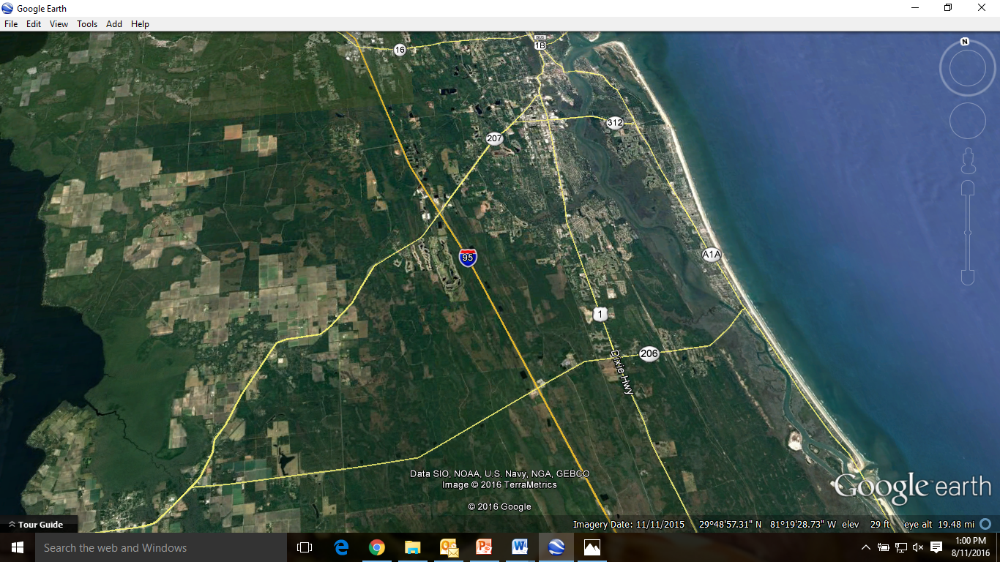 Google Earth
File Edit View Tools Add Help
N
BUS
1B
16
312
207
95
A1A
1
206
Dixie Hwy
Data SIO, NOAA, U.S. Navy, NGA, GEBCO
Image © 2016 TerraMetrics
© 2016 Google
Google earth
Tour Guide
Imagery Date: 11/11/2015 29°48'57.31" N 81°19'28.73" W elev 29 ft eye alt 19.48 mi
Search the web and Windows
1:00 PM
8/11/2016